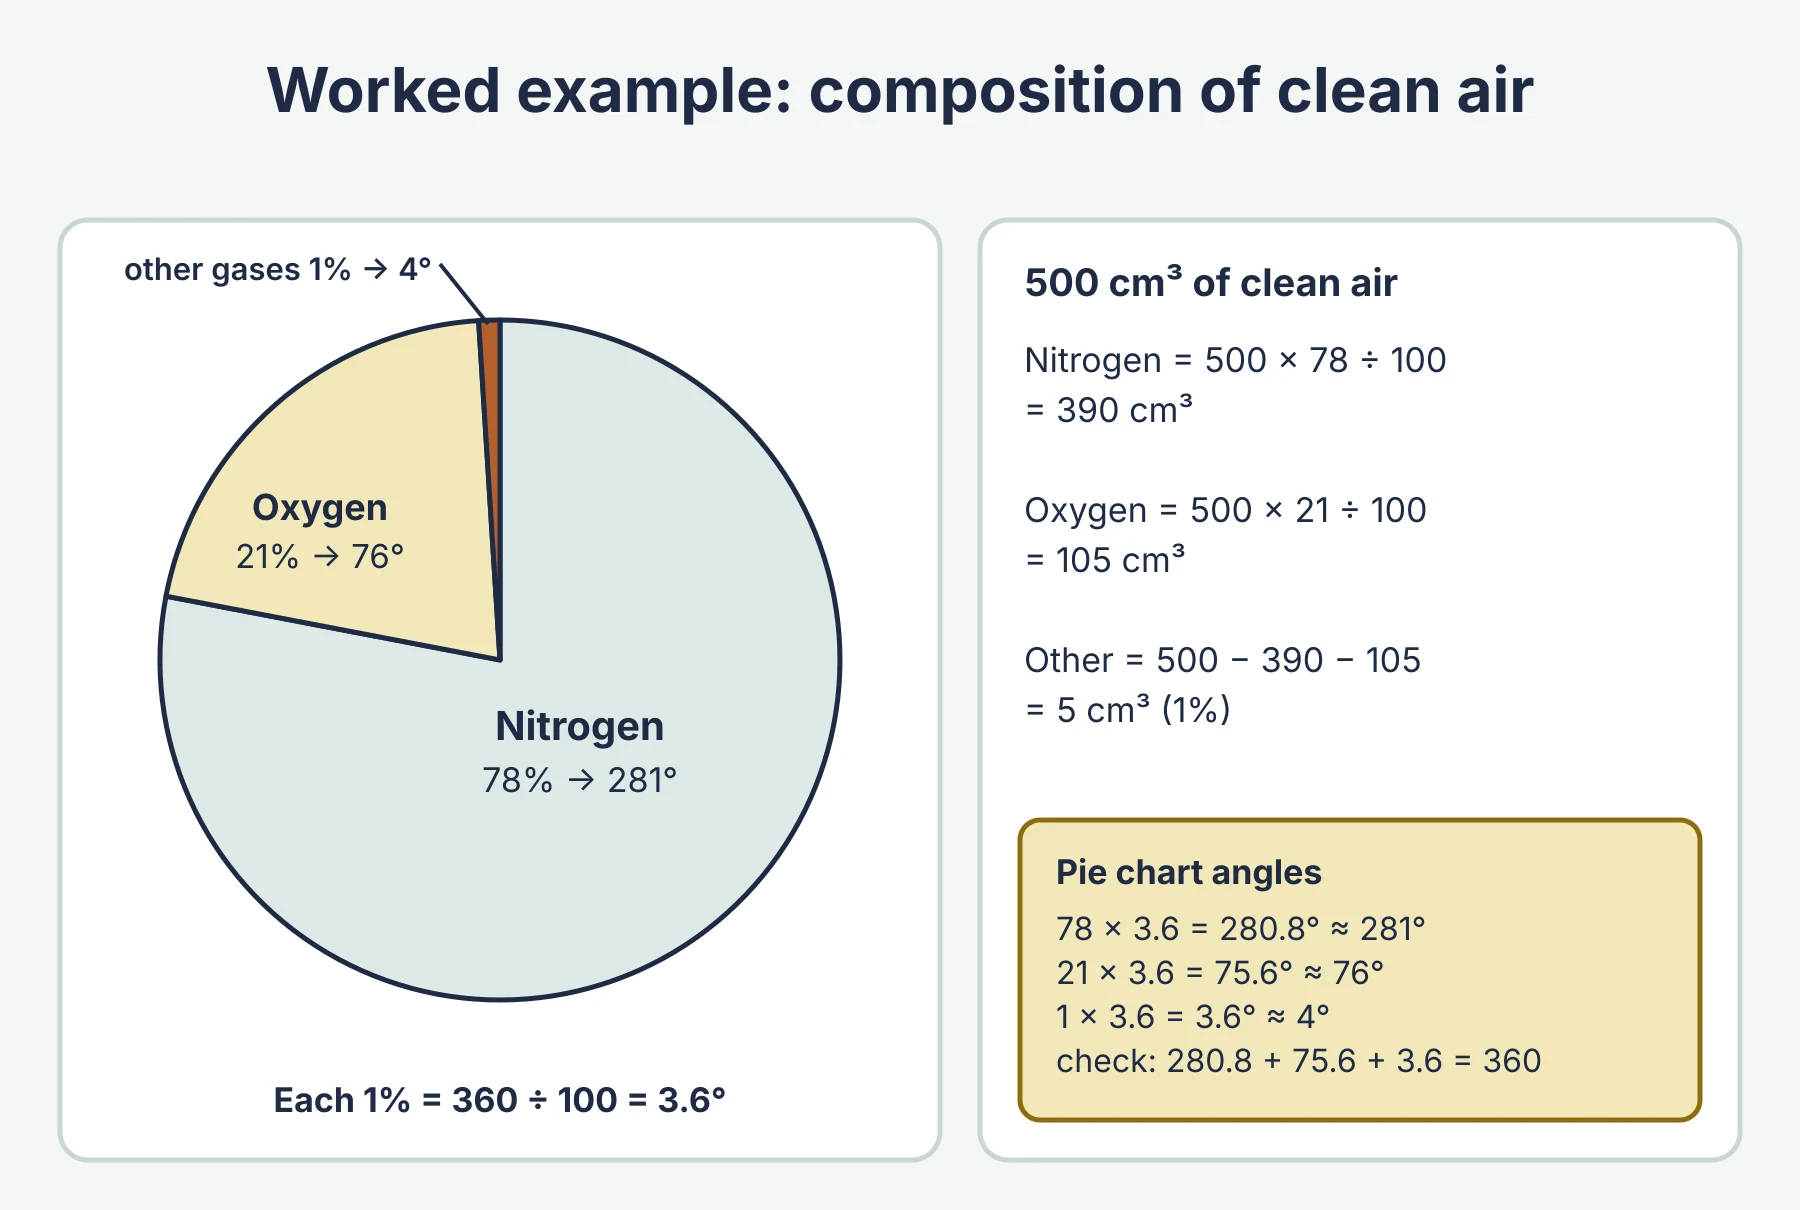 Worked example: composition of clean air
other gases 1% → 4°
Oxygen
21% → 76°
Nitrogen
78% → 281°
Each 1% = 360 ÷ 100 = 3.6°
500 cm³ of clean air
Nitrogen = 500 × 78 ÷ 100
= 390 cm³
Oxygen = 500 × 21 ÷ 100
= 105 cm³
Other = 500 − 390 − 105
= 5 cm³ (1%)
Pie chart angles
78 × 3.6 = 280.8° ≈ 281°
21 × 3.6 = 75.6° ≈ 76°
1 × 3.6 = 3.6° ≈ 4°
check: 280.8 + 75.6 + 3.6 = 360